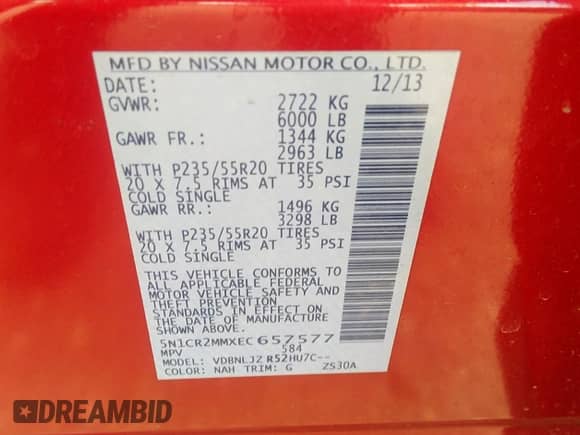 MFD BY NISSAN MOTOR CO., LTD.
DATE: 12/13
GVWR: 2722 KG
6000 LB
GAWR FR.: 1344 KG
2963 LB
WITH P235/55R20 TIRES
20 X 7.5 RIMS AT 35 PSI
COLD SINGLE
GAWR RR.: 1496 KG
3298 LB
WITH P235/55R20 TIRES
20 X 7.5 RIMS AT 35 PSI
COLD SINGLE
THIS VEHICLE CONFORMS TO
ALL APPLICABLE FEDERAL
MOTOR VEHICLE SAFETY AND
THEFT PREVENTION
STANDARDS IN EFFECT ON
THE DATE OF MANUFACTURE
SHOWN ABOVE.
5N1CR2MMXEC657577
MPV 584
MODEL: VDBNLJZ R52HU7C--
COLOR: NAH TRIM: G ZS30A
DREAMBID